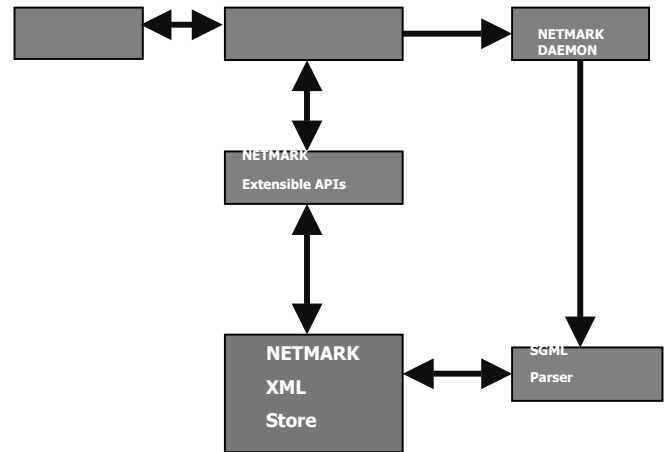 NETMARK
DAEMON
NETMARK
Extensible APIs
NETMARK
XML
Store
SGML
Parser